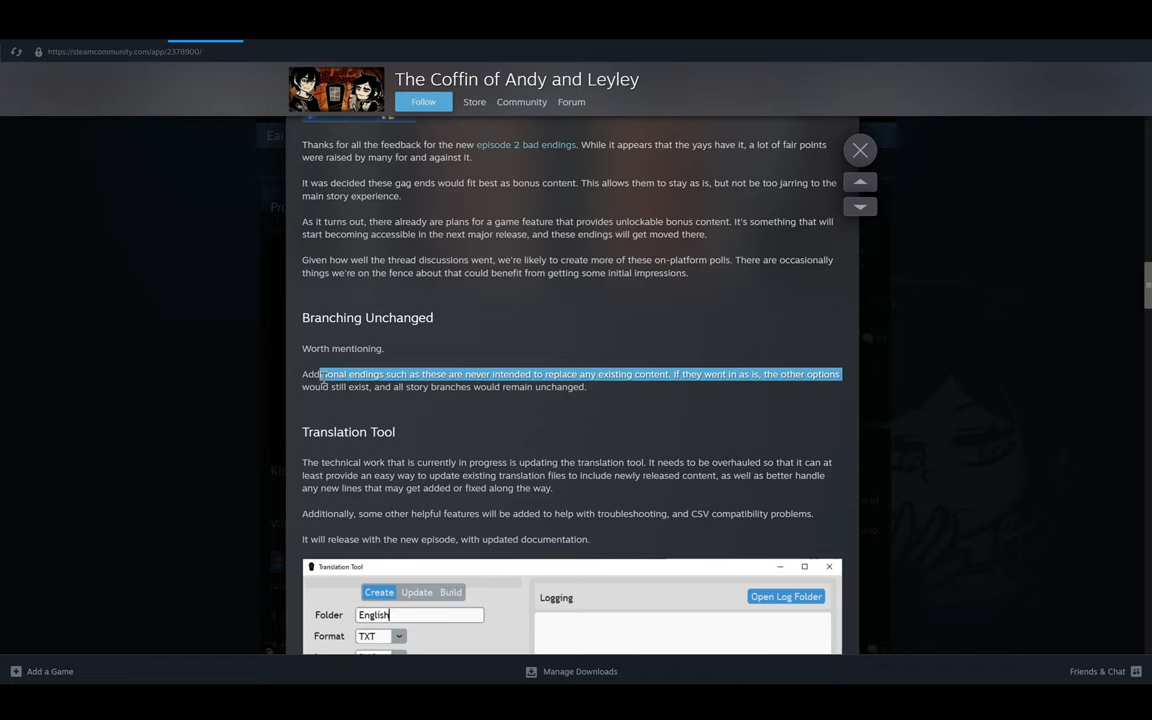 https://steamcommunity.com/app/2378900/
The Coffin of Andy and Leyley
Follow
Store
Community
Forum
Thanks for all the feedback for the new episode 2 bad endings. While it appears that the yays have it, a lot of fair points
were raised by many for and against it.
It was decided these gag ends would fit best as bonus content. This allows them to stay as is, but not be too jarring to the
main story experience.
As it turns out, there already are plans for a game feature that provides unlockable bonus content. It's something that will
start becoming accessible in the next major release, and these endings will get moved there.
Given how well the thread discussions went, we're likely to create more of these on-platform polls. There are occasionally
things we're on the fence about that could benefit from getting some initial impressions.
Branching Unchanged
Worth mentioning.
Additional endings such as these are never intended to replace any existing content. If they went in as is, the other options
would still exist, and all story branches would remain unchanged.
Translation Tool
The technical work that is currently in progress is updating the translation tool. It needs to be overhauled so that it can at
least provide an easy way to update existing translation files to include newly released content, as well as better handle
any new lines that may get added or fixed along the way.
Additionally, some other helpful features will be added to help with troubleshooting, and CSV compatibility problems.
It will release with the new episode, with updated documentation.
Translation Tool
Create
Update
Build
Logging
Open Log Folder
Folder
English
Format
TXT
Add a Game
Manage Downloads
Friends & Chat